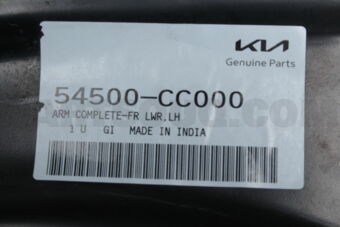 KIA
Genuine Parts
54500-CC000
ARM COMPLETE-FR LWR.LH
1 U GI MADE IN INDIA